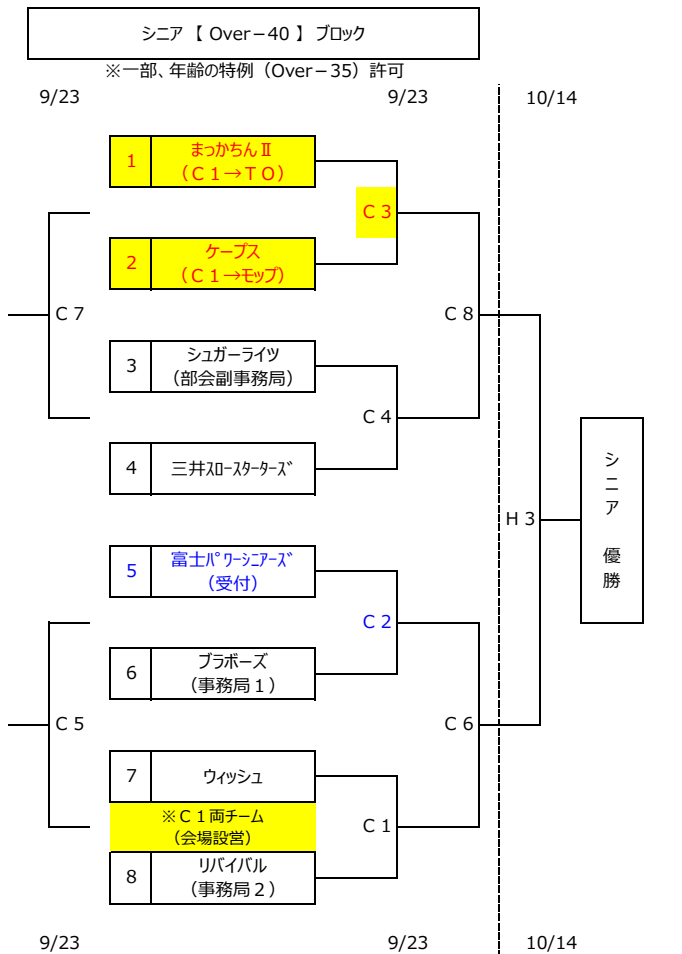 シニア 【 Over－40 】 ブロック
※一部、年齢の特例（Over－35）許可
9/23
9/23
10/14
1
まっかちんⅡ
（Ｃ１→ＴＯ）
Ｃ３
2
ケープス
（Ｃ１→モップ）
Ｃ７
Ｃ８
3
シュガーライツ
（部会副事務局）
Ｃ４
4
三井ｽﾛｰｽﾀｰﾀｰｽﾞ
シニア　優勝
Ｈ３
5
富士ﾊﾟﾜｰｼﾆｱｰｽﾞ
（受付）
Ｃ２
6
ブラボーズ
（事務局１）
Ｃ５
Ｃ６
7
ウィッシュ
※Ｃ１両チーム
（会場設営）
Ｃ１
8
リバイバル
（事務局２）
9/23
9/23
10/14